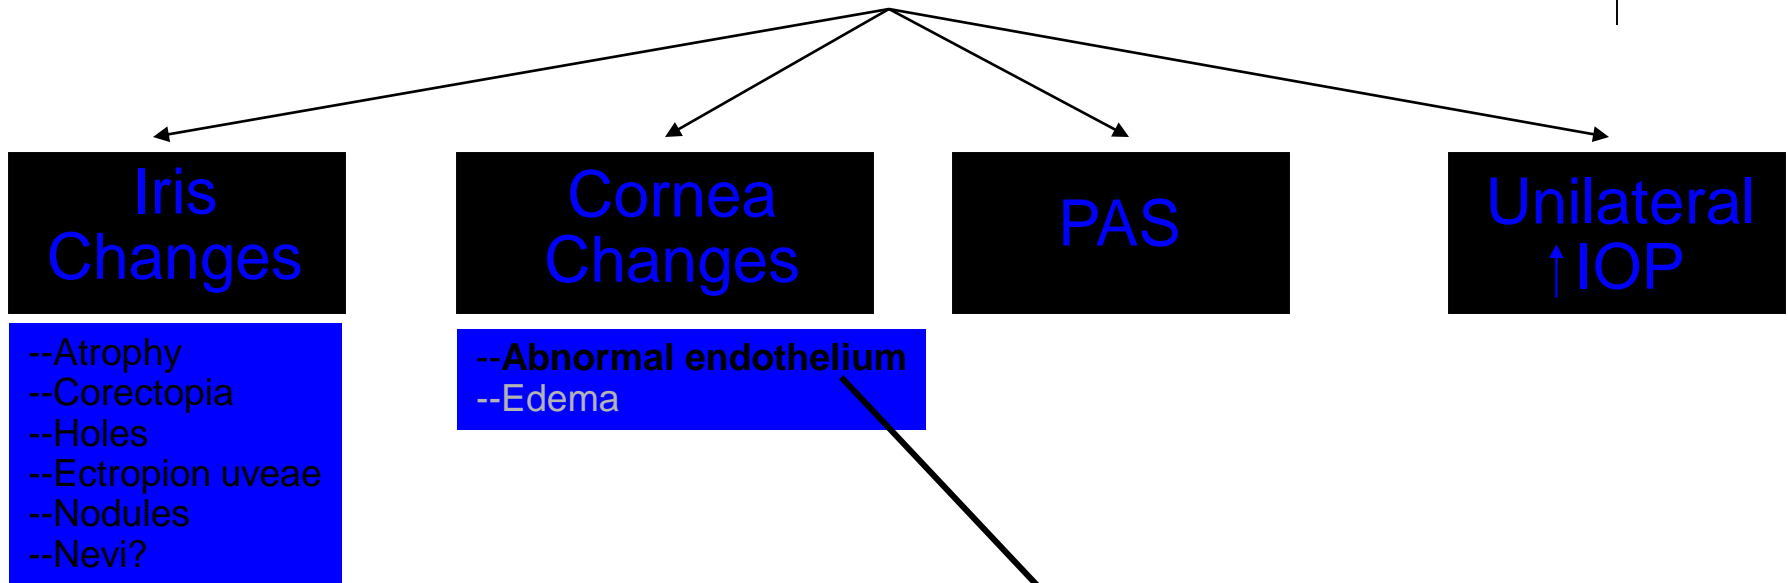 Iris
Changes
Cornea
Changes
PAS
Unilateral
↑IOP
--Atrophy
--Corectopia
--Holes
--Ectropion uveae
--Nodules
--Nevi?
--Abnormal endothelium
--Edema